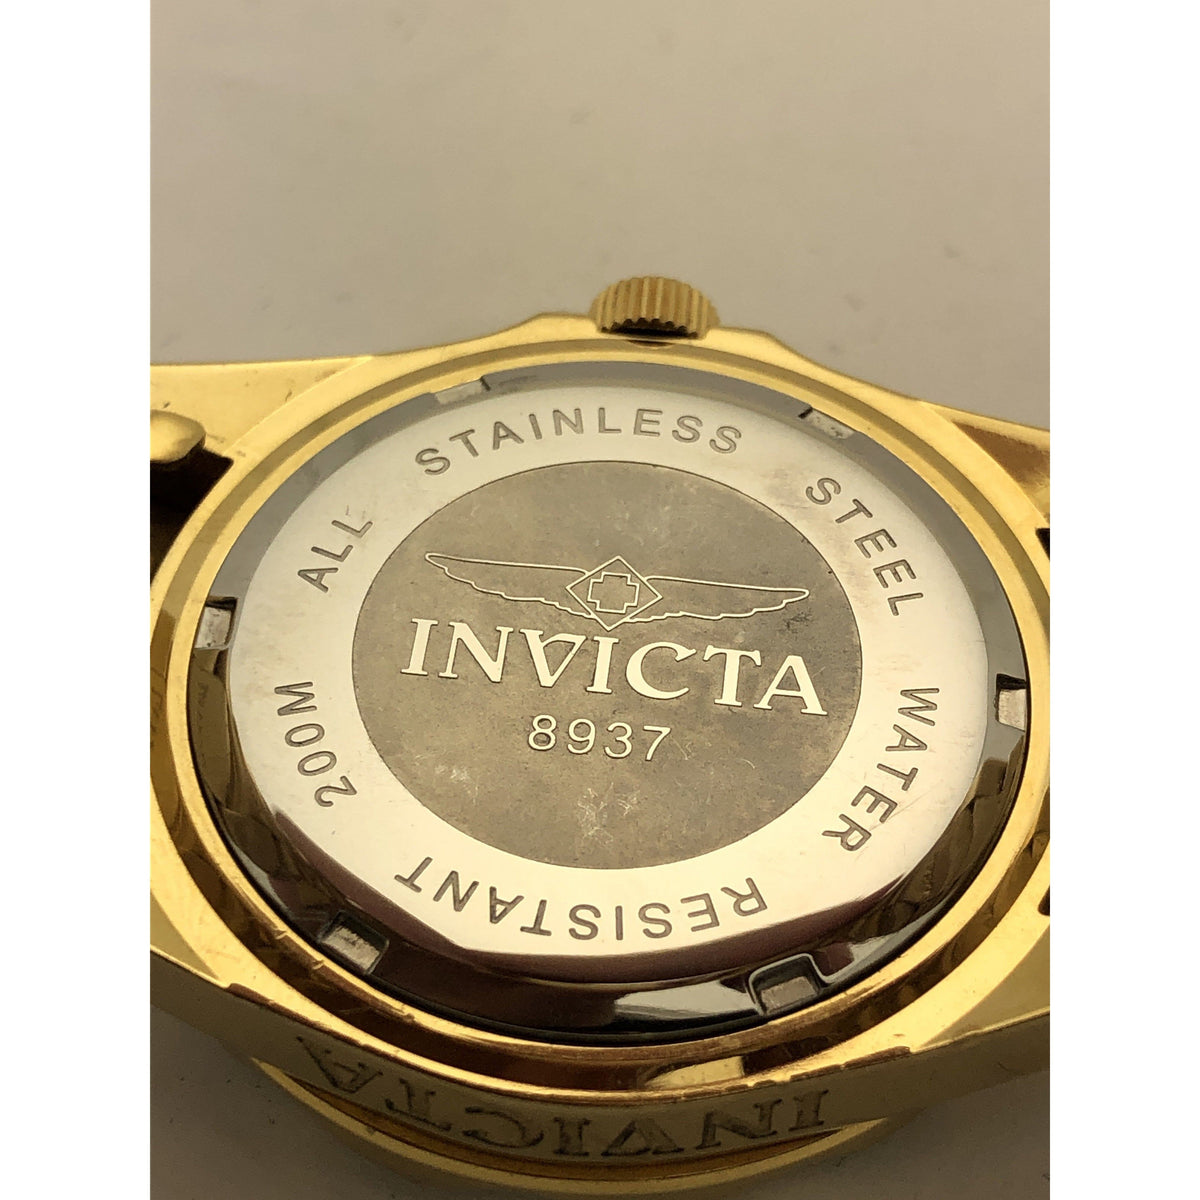 INVICTA
8937
ALL STAINLESS STEEL WATER RESISTANT 200M
INVICTA